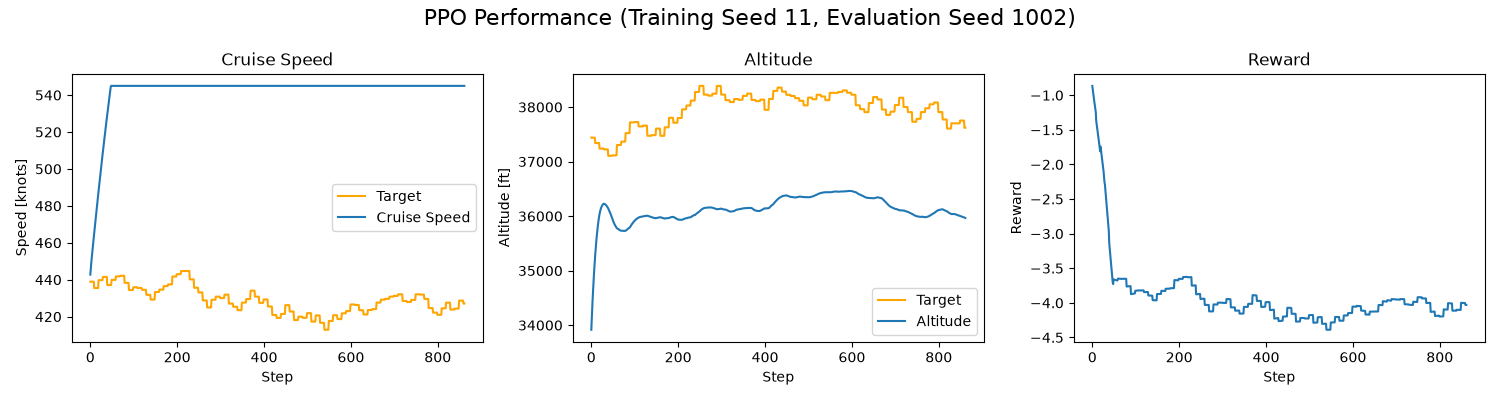 PPO Performance (Training Seed 11, Evaluation Seed 1002)
Cruise Speed
540
520
500
480
460
440
420
Speed [knots]
0
200
400
600
800
Step
Target
Cruise Speed
Altitude
38000
37000
36000
35000
34000
Altitude [ft]
0
200
400
600
800
Step
Target
Altitude
Reward
−1.0
−1.5
−2.0
−2.5
−3.0
−3.5
−4.0
−4.5
Reward
0
200
400
600
800
Step